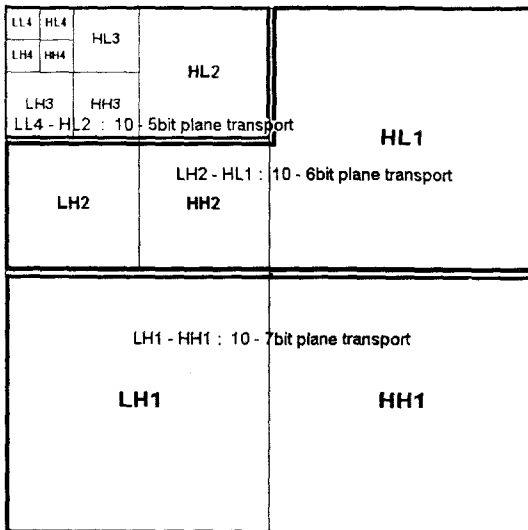 LL4 HL4
HL3
LH4 HH4
HL2
LH3 HH3
LL4 - HL2 : 10 - 5bit plane transport
HL1
LH2 - HL1 : 10 - 6bit plane transport
LH2 HH2
LH1 - HH1 : 10 - 7bit plane transport
LH1 HH1